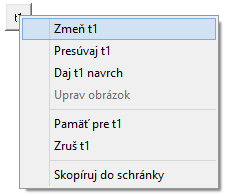 t1
Zmeň t1
Presúvaj t1
Daj t1 navrch
Uprav obrázok
Pamäť pre t1
Zruš t1
Skopíruj do schránky